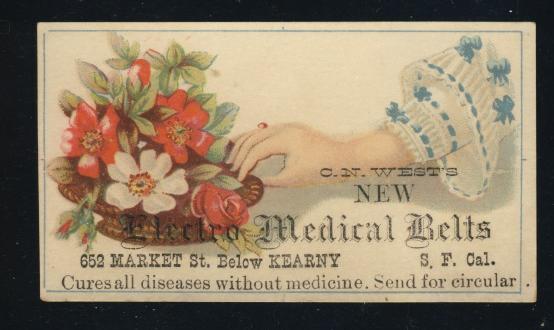 C.N. WEST'S
NEW
Electro Medical Belts
652 MARKET St. Below KEARNY S. F. Cal.
Cures all diseases without medicine. Send for circular.